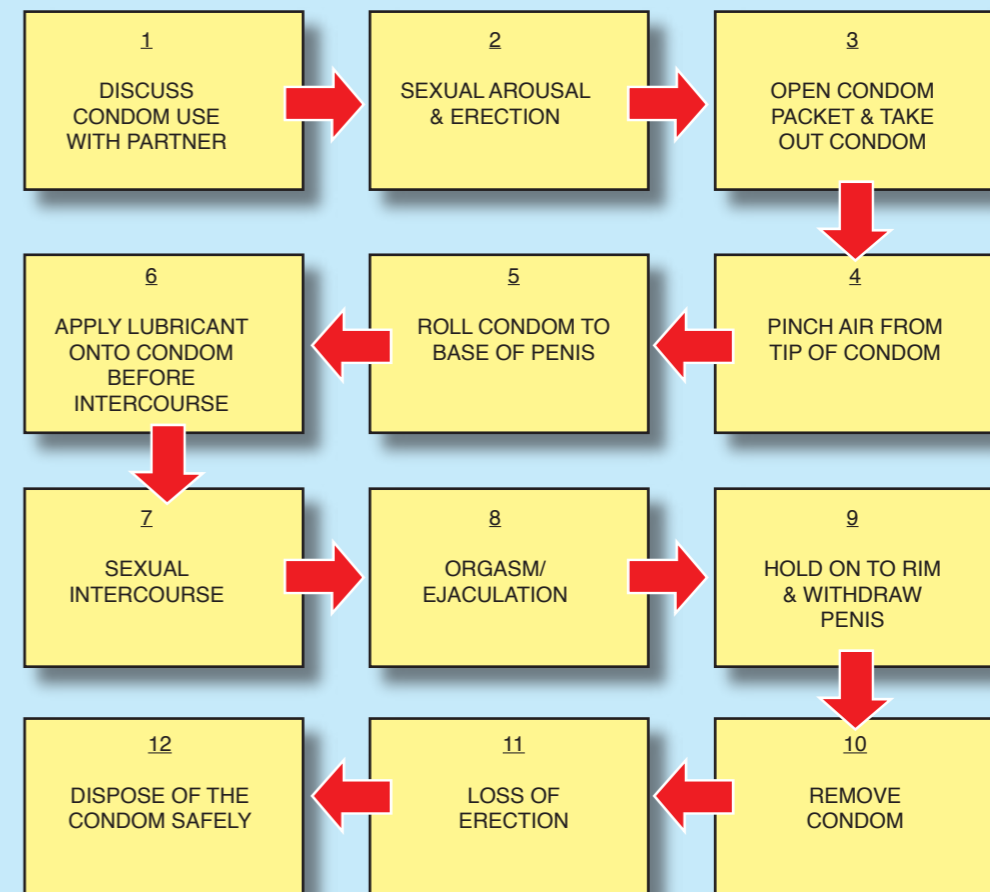 1
DISCUSS
CONDOM USE
WITH PARTNER
2
SEXUAL AROUSAL
& ERECTION
3
OPEN CONDOM
PACKET & TAKE
OUT CONDOM
4
PINCH AIR FROM
TIP OF CONDOM
5
ROLL CONDOM TO
BASE OF PENIS
6
APPLY LUBRICANT
ONTO CONDOM
BEFORE
INTERCOURSE
7
SEXUAL
INTERCOURSE
8
ORGASM/
EJACULATION
9
HOLD ON TO RIM
& WITHDRAW
PENIS
10
REMOVE
CONDOM
11
LOSS OF
ERECTION
12
DISPOSE OF THE
CONDOM SAFELY